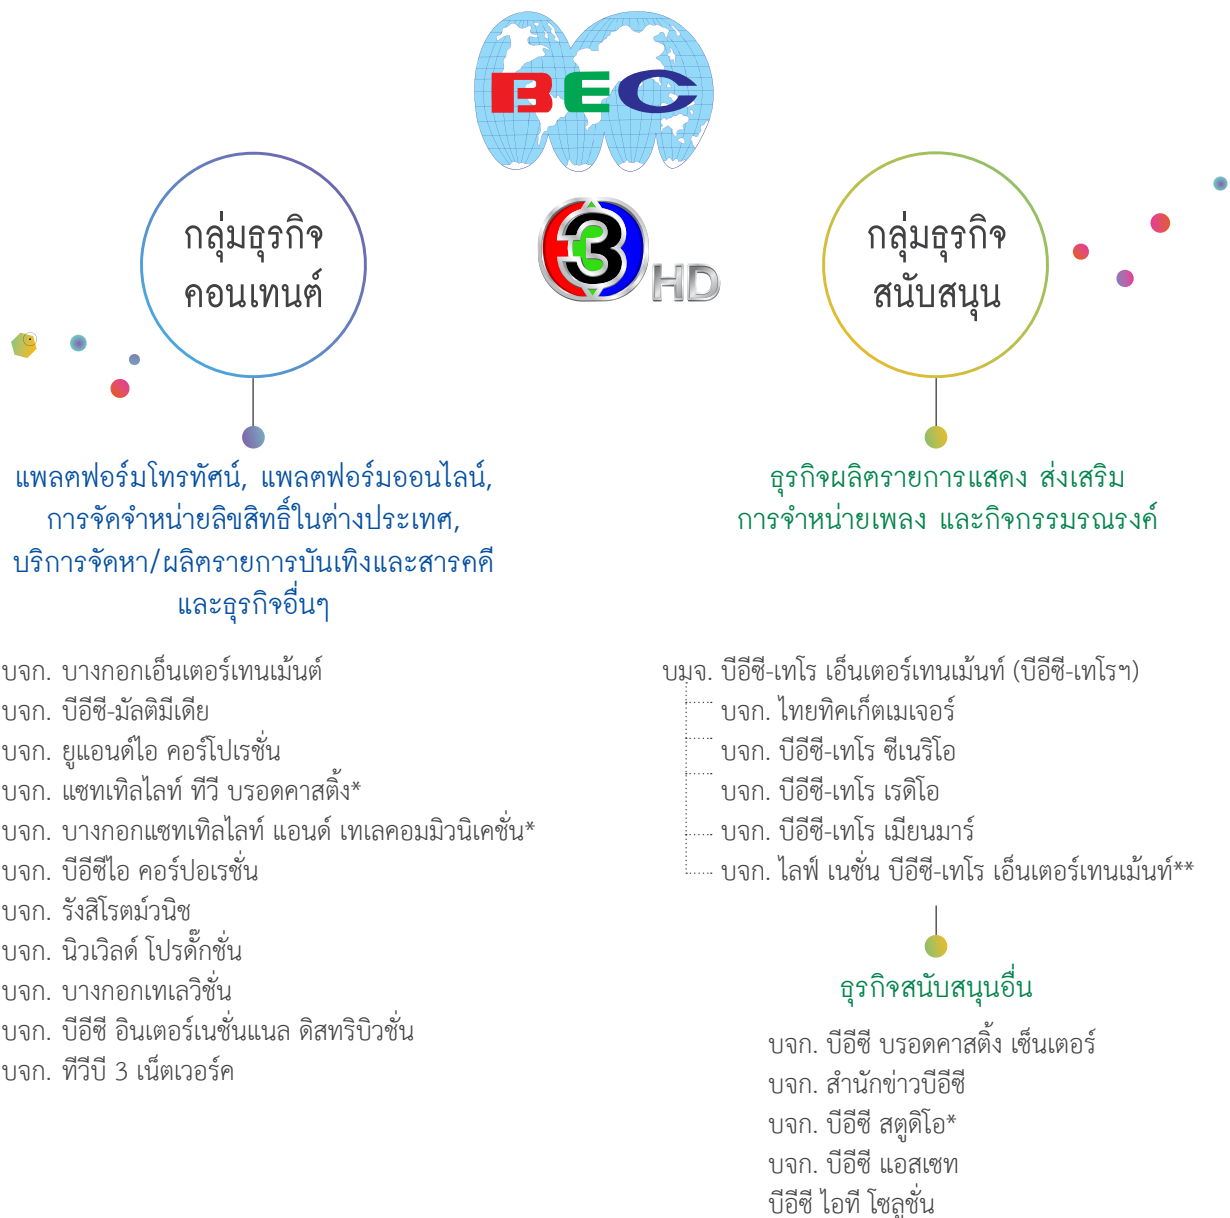 BEC
3 HD
กลุ่มธุรกิจ
คอนเทนต์
แพลตฟอร์มโทรทัศน์, แพลตฟอร์มออนไลน์,
การจัดจำหน่ายลิขสิทธิ์ในต่างประเทศ,
บริการจัดหา/ผลิตรายการบันเทิงและสารคดี
และธุรกิจอื่นๆ
บจก. บางกอกเอ็นเตอร์เทนเม้นต์
บจก. บีอีซี-มัลติมีเดีย
บจก. ยูแอนด์ไอ คอร์โปเรชั่น
บจก. แซทเทิลไลท์ ทีวี บรอดคาสติ้ง*
บจก. บางกอกแซทเทิลไลท์ แอนด์ เทเลคอมมิวนิเคชั่น*
บจก. บีอีซีไอ คอร์ปอเรชั่น
บจก. รังสิโรตม์วนิช
บจก. นิวเวิลด์ โปรดั๊กชั่น
บจก. บางกอกเทเลวิชั่น
บจก. บีอีซี อินเตอร์เนชั่นแนล ดิสทริบิวชั่น
บจก. ทีวีบี 3 เน็ตเวอร์ค
กลุ่มธุรกิจ
สนับสนุน
ธุรกิจผลิตรายการแสดง ส่งเสริม
การจำหน่ายเพลง และกิจกรรมรณรงค์
บมจ. บีอีซี-เทโร เอ็นเตอร์เทนเม้นท์ (บีอีซี-เทโรฯ)
บจก. ไทยทิคเก็ตเมเจอร์
บจก. บีอีซี-เทโร ซีเนริโอ
บจก. บีอีซี-เทโร เรดิโอ
บจก. บีอีซี-เทโร เมียนมาร์
บจก. ไลฟ์ เนชั่น บีอีซี-เทโร เอ็นเตอร์เทนเม้นท์**
ธุรกิจสนับสนุนอื่น
บจก. บีอีซี บรอดคาสติ้ง เซ็นเตอร์
บจก. สำนักข่าวบีอีซี
บจก. บีอีซี สตูดิโอ*
บจก. บีอีซี แอสเซท
บีอีซี ไอที โซลูชั่น